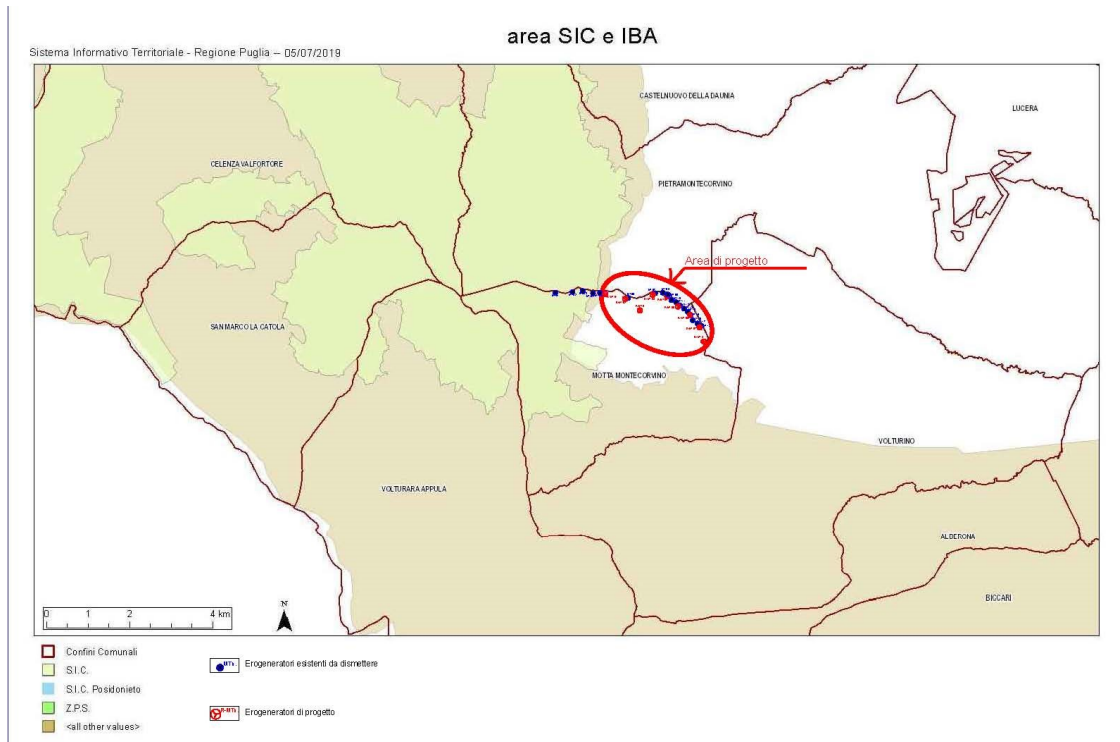 area SIC e IBA
Sistema Informativo Territoriale - Regione Puglia -- 05/07/2019
CASTELNUOVO DELLA DAUNIA
LUCERA
CELENZA VALFORTORE
PIETRAMONTECORVINO
Area di progetto
SAN MARCO LA CATOLA
MOTTA MONTECORVINO
VOLTURINO
VOLTURARA APPULA
ALBERONA
BICCARI
0 1 2 4 km
N
Confini Comunali
S.I.C.
S.I.C. Posidonieto
Z.P.S.
<all other values>
MTx Erogeneratori esistenti da dismettere
R-MTx Erogeneratori di progetto